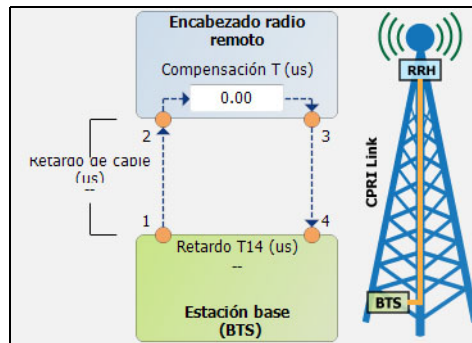 Encabezado radio
remoto
Compensación T (us)
0.00
2
3
Retardo de cable
(us)
--
1
4
Retardo T14 (us)
--
Estación base
(BTS)
RRH
CPRI Link
BTS